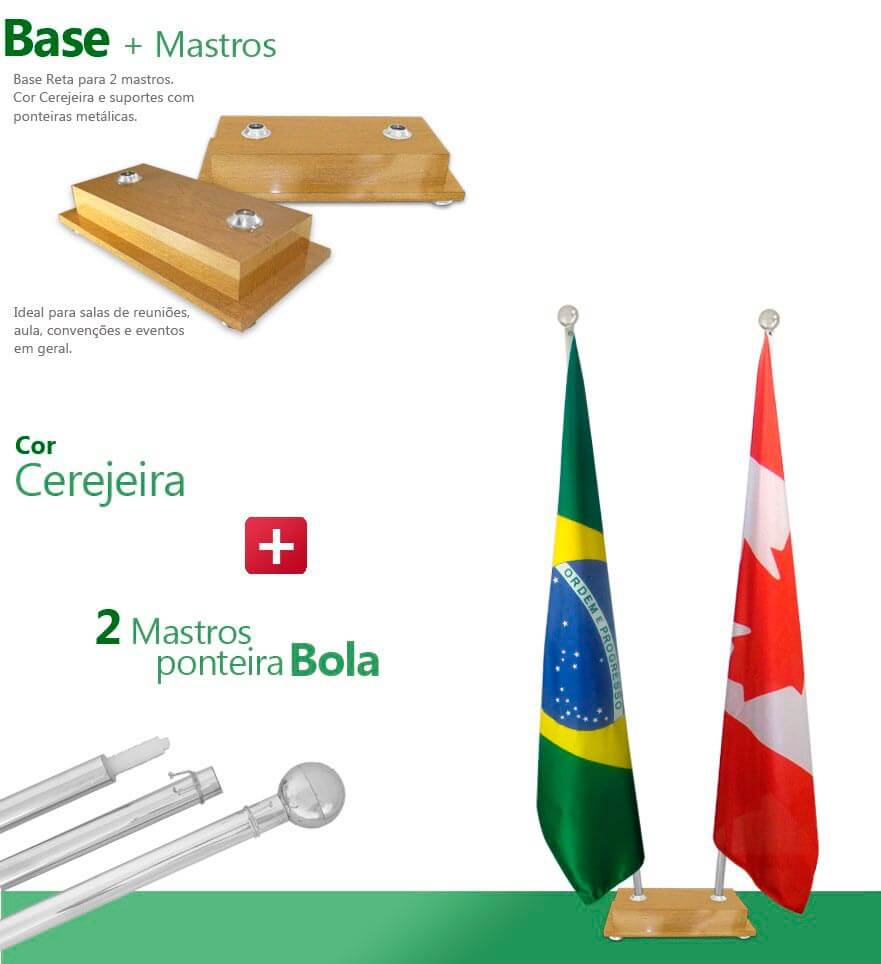 Base + Mastros
Base Reta para 2 mastros.
Cor Cerejeira e suportes com
ponteiras metálicas.
Ideal para salas de reuniões,
aula, convenções e eventos
em geral.
Cor
Cerejeira
2 Mastros
ponteira Bola
ORDEM E PROGRESSO